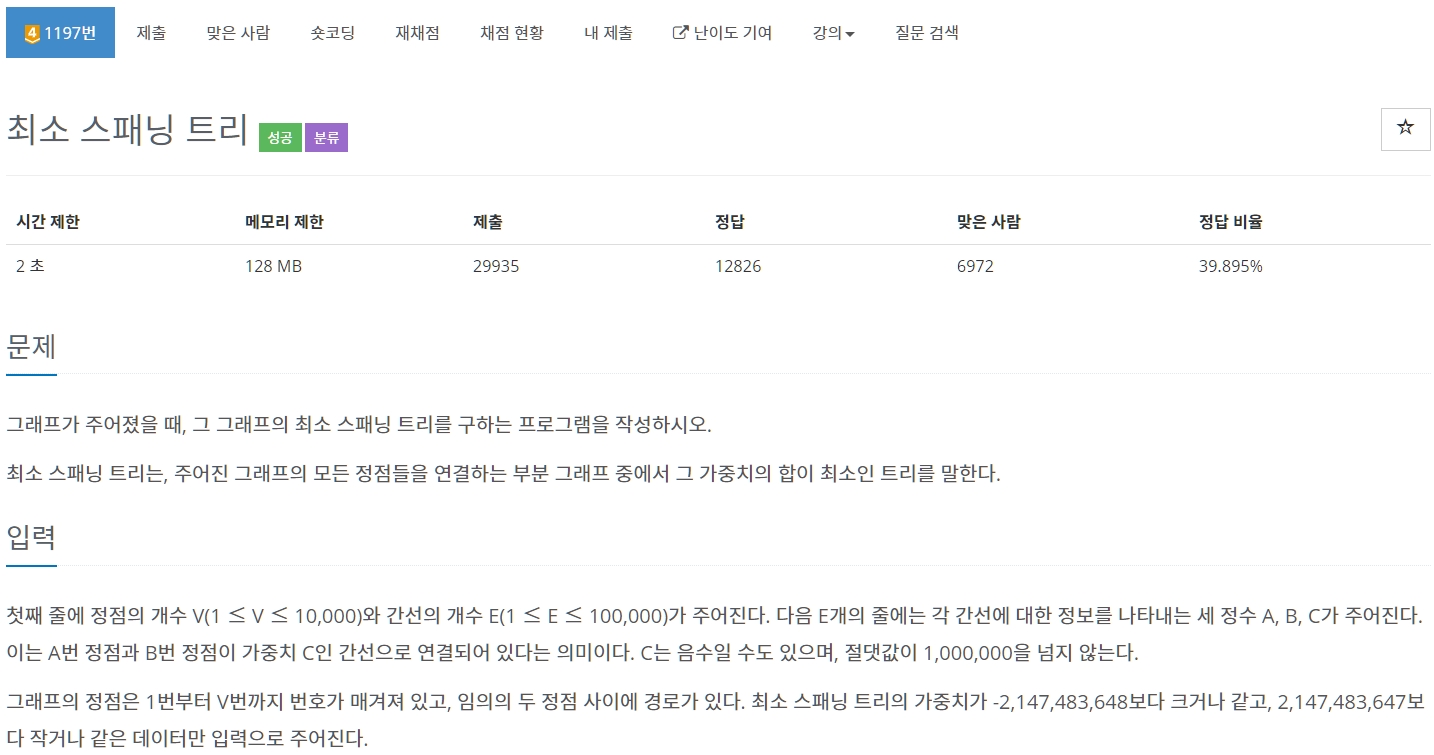 4 1197번 제출 맞은 사람 숏코딩 재채점 채점 현황 내 제출 난이도 기여 강의 질문 검색
최소 스패닝 트리 성공 분류
시간 제한 메모리 제한 제출 정답 맞은 사람 정답 비율
2 초 128 MB 29935 12826 6972 39.895%
문제
그래프가 주어졌을 때, 그 그래프의 최소 스패닝 트리를 구하는 프로그램을 작성하시오.
최소 스패닝 트리는, 주어진 그래프의 모든 정점들을 연결하는 부분 그래프 중에서 그 가중치의 합이 최소인 트리를 말한다.
입력
첫째 줄에 정점의 개수 V(1 ≤ V ≤ 10,000)와 간선의 개수 E(1 ≤ E ≤ 100,000)가 주어진다. 다음 E개의 줄에는 각 간선에 대한 정보를 나타내는 세 정수 A, B, C가 주어진다.
이는 A번 정점과 B번 정점이 가중치 C인 간선으로 연결되어 있다는 의미이다. C는 음수일 수도 있으며, 절댓값이 1,000,000을 넘지 않는다.
그래프의 정점은 1번부터 V번까지 번호가 매겨져 있고, 임의의 두 정점 사이에 경로가 있다. 최소 스패닝 트리의 가중치가 -2,147,483,648보다 크거나 같고, 2,147,483,647보
다 작거나 같은 데이터만 입력으로 주어진다.